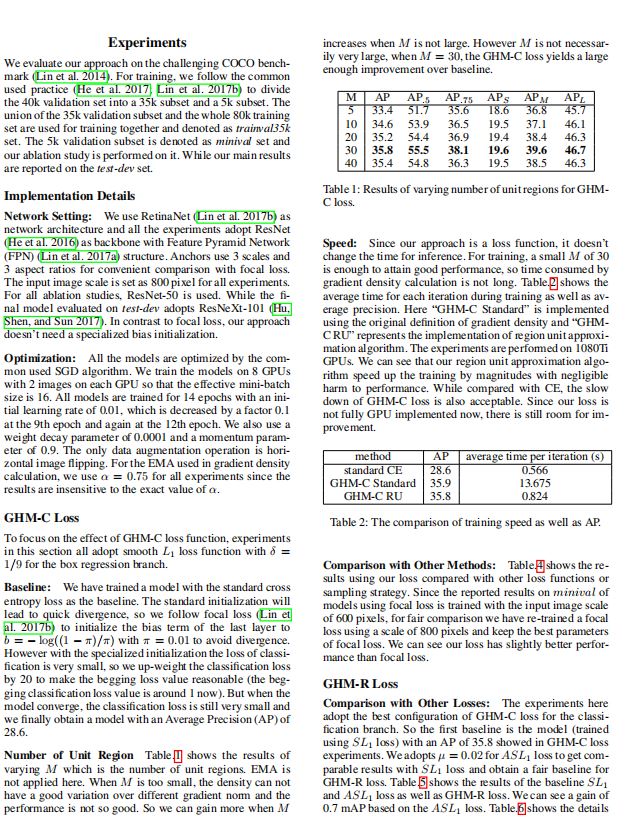 Experiments
We evaluate our approach on the challenging COCO bench-
mark (Lin et al. 2014). For training, we follow the common
used practice (He et al. 2017; Lin et al. 2017b) to divide
the 40k validation set into a 35k subset and a 5k subset. The
union of the 35k validation subset and the whole 80k training
set are used for training together and denoted as trainval35k
set. The 5k validation subset is denoted as minival set and
our ablation study is performed on it. While our main results
are reported on the test-dev set.
Implementation Details
Network Setting: We use RetinaNet (Lin et al. 2017b) as
network architecture and all the experiments adopt ResNet
(He et al. 2016) as backbone with Feature Pyramid Network
(FPN) (Lin et al. 2017a) structure. Anchors use 3 scales and
3 aspect ratios for convenient comparison with focal loss.
The input image scale is set as 800 pixel for all experiments.
For all ablation studies, ResNet-50 is used. While the fi-
nal model evaluated on test-dev adopts ResNeXt-101 (Hu,
Shen, and Sun 2017). In contrast to focal loss, our approach
doesn't need a specialized bias initialization.
Optimization: All the models are optimized by the com-
mon used SGD algorithm. We train the models on 8 GPUs
with 2 images on each GPU so that the effective mini-batch
size is 16. All models are trained for 14 epochs with an ini-
tial learning rate of 0.01, which is decreased by a factor 0.1
at the 9th epoch and again at the 12th epoch. We also use a
weight decay parameter of 0.0001 and a momentum param-
eter of 0.9. The only data augmentation operation is hori-
zontal image flipping. For the EMA used in gradient density
calculation, we use α = 0.75 for all experiments since the
results are insensitive to the exact value of α.
GHM-C Loss
To focus on the effect of GHM-C loss function, experiments
in this section all adopt smooth L₁ loss function with δ =
1/9 for the box regression branch.
Baseline: We have trained a model with the standard cross
entropy loss as the baseline. The standard initialization will
lead to quick divergence, so we follow focal loss (Lin et
al. 2017b) to initialize the bias term of the last layer to
b = − log((1 − π)/π) with π = 0.01 to avoid divergence.
However with the specialized initialization the loss of classi-
fication is very small, so we up-weight the classification loss
by 20 to make the begging loss value reasonable (the beg-
ging classification loss value is around 1 now). But when the
model converge, the classification loss is still very small and
we finally obtain a model with an Average Precision (AP) of
28.6.
Number of Unit Region Table.1 shows the results of
varying M which is the number of unit regions. EMA is
not applied here. When M is too small, the density can not
have a good variation over different gradient norm and the
performance is not so good. So we can gain more when M
increases when M is not large. However M is not necessar-
ily very large, when M = 30, the GHM-C loss yields a large
enough improvement over baseline.
M AP AP.5 AP.75 APS APM APL
5 33.4 51.7 35.6 18.6 36.8 45.7
10 34.6 53.9 36.5 19.5 37.1 46.1
20 35.2 54.4 36.9 19.4 38.4 46.3
30 35.8 55.5 38.1 19.6 39.6 46.7
40 35.4 54.8 36.3 19.5 38.5 46.3
Table 1: Results of varying number of unit regions for GHM-
C loss.
Speed: Since our approach is a loss function, it doesn't
change the time for inference. For training, a small M of 30
is enough to attain good performance, so time consumed by
gradient density calculation is not long. Table.2 shows the
average time for each iteration during training as well as av-
erage precision. Here "GHM-C Standard" is implemented
using the original definition of gradient density and "GHM-
C RU" represents the implementation of region unit approxi-
mation algorithm. The experiments are performed on 1080Ti
GPUs. We can see that our region unit approximation algo-
rithm speed up the training by magnitudes with negligible
harm to performance. While compared with CE, the slow
down of GHM-C loss is also acceptable. Since our loss is
not fully GPU implemented now, there is still room for im-
provement.
method AP average time per iteration (s)
standard CE 28.6 0.566
GHM-C Standard 35.9 13.675
GHM-C RU 35.8 0.824
Table 2: The comparison of training speed as well as AP.
Comparison with Other Methods: Table.4 shows the re-
sults using our loss compared with other loss functions or
sampling strategy. Since the reported results on minival of
models using focal loss is trained with the input image scale
of 600 pixels, for fair comparison we have re-trained a focal
loss using a scale of 800 pixels and keep the best parameters
of focal loss. We can see our loss has slightly better perfor-
mance than focal loss.
GHM-R Loss
Comparison with Other Losses: The experiments here
adopt the best configuration of GHM-C loss for the classi-
fication branch. So the first baseline is the model (trained
using SL₁ loss) with an AP of 35.8 showed in GHM-C loss
experiments. We adopts μ = 0.02 for ASL₁ loss to get com-
parable results with SL₁ loss and obtain a fair baseline for
GHM-R loss. Table.5 shows the results of the baseline SL₁
and ASL₁ loss as well as GHM-R loss. We can see a gain of
0.7 mAP based on the ASL₁ loss. Table.6 shows the details